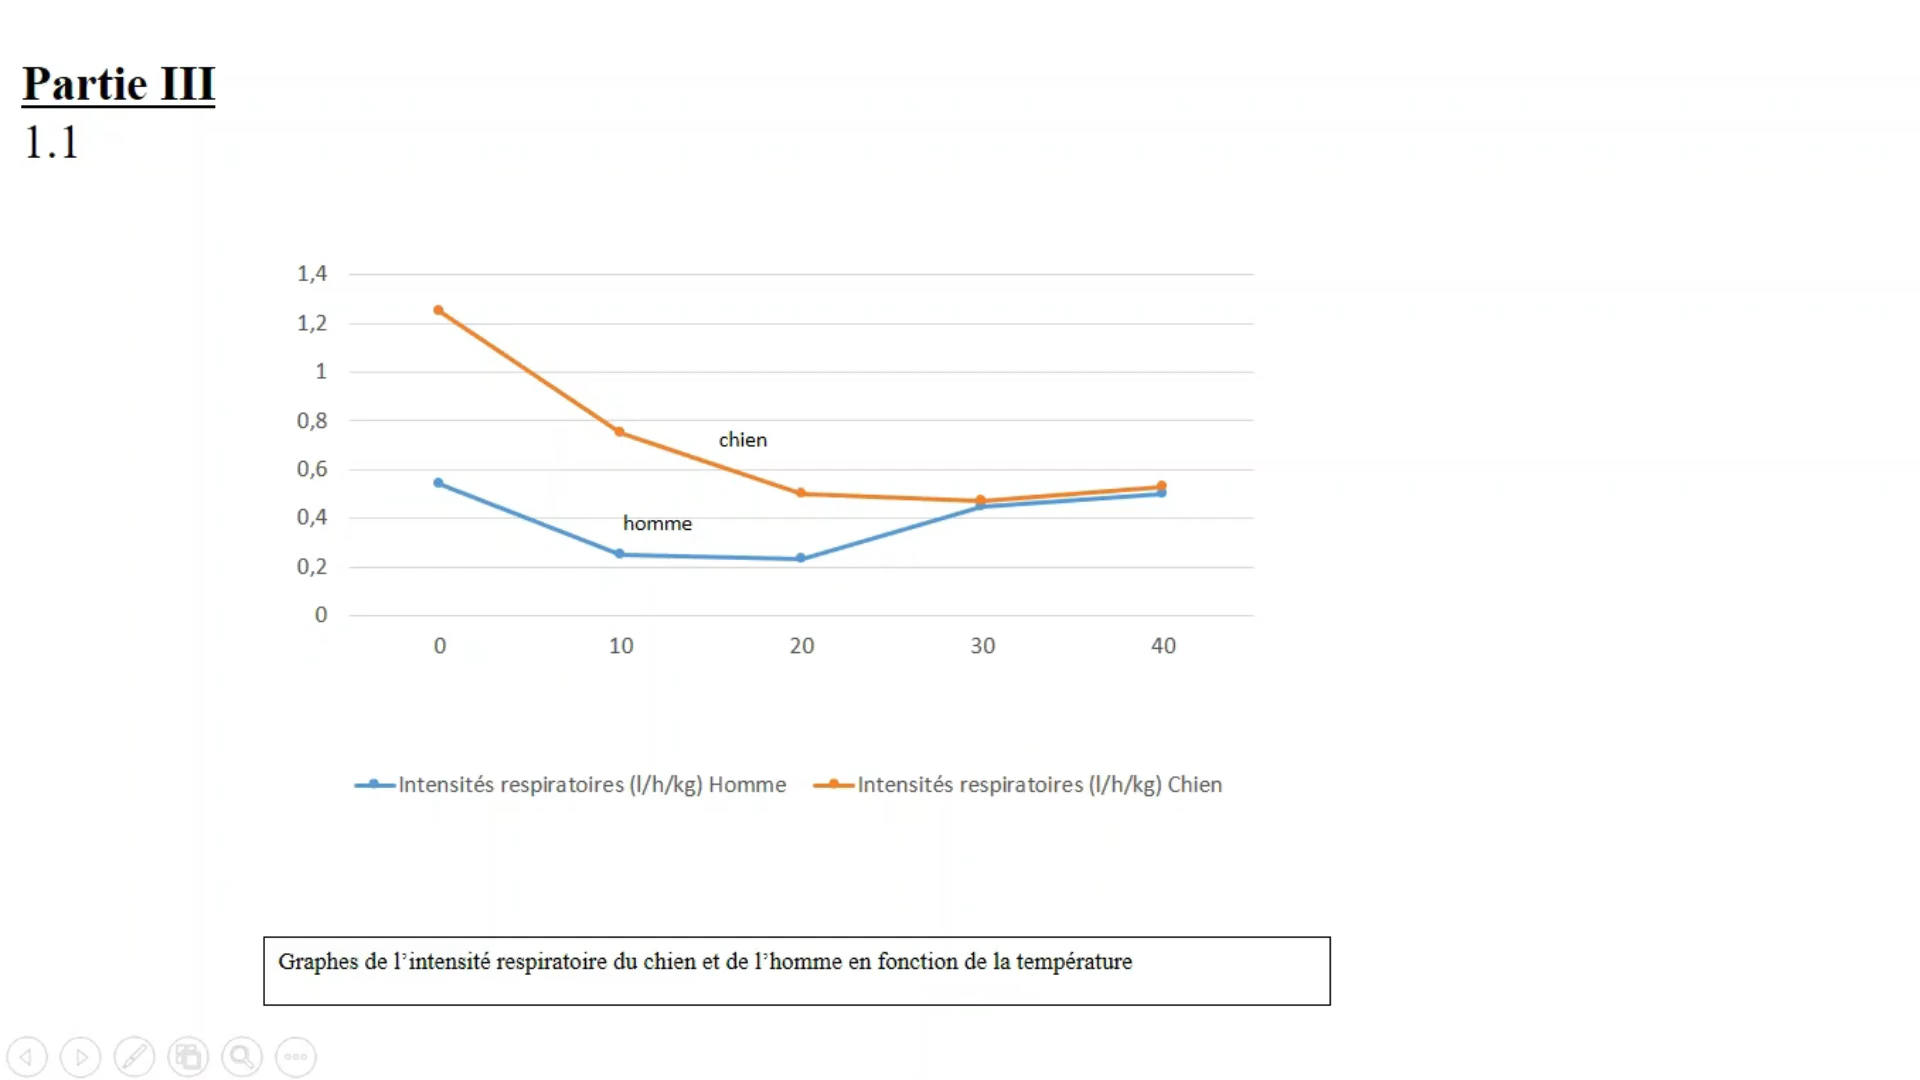 Partie III
1.1
1,4
1,2
1
0,8
0,6
0,4
0,2
0
chien
homme
0 10 20 30 40
Intensités respiratoires (l/h/kg) Homme Intensités respiratoires (l/h/kg) Chien
Graphes de l’intensité respiratoire du chien et de l’homme en fonction de la température